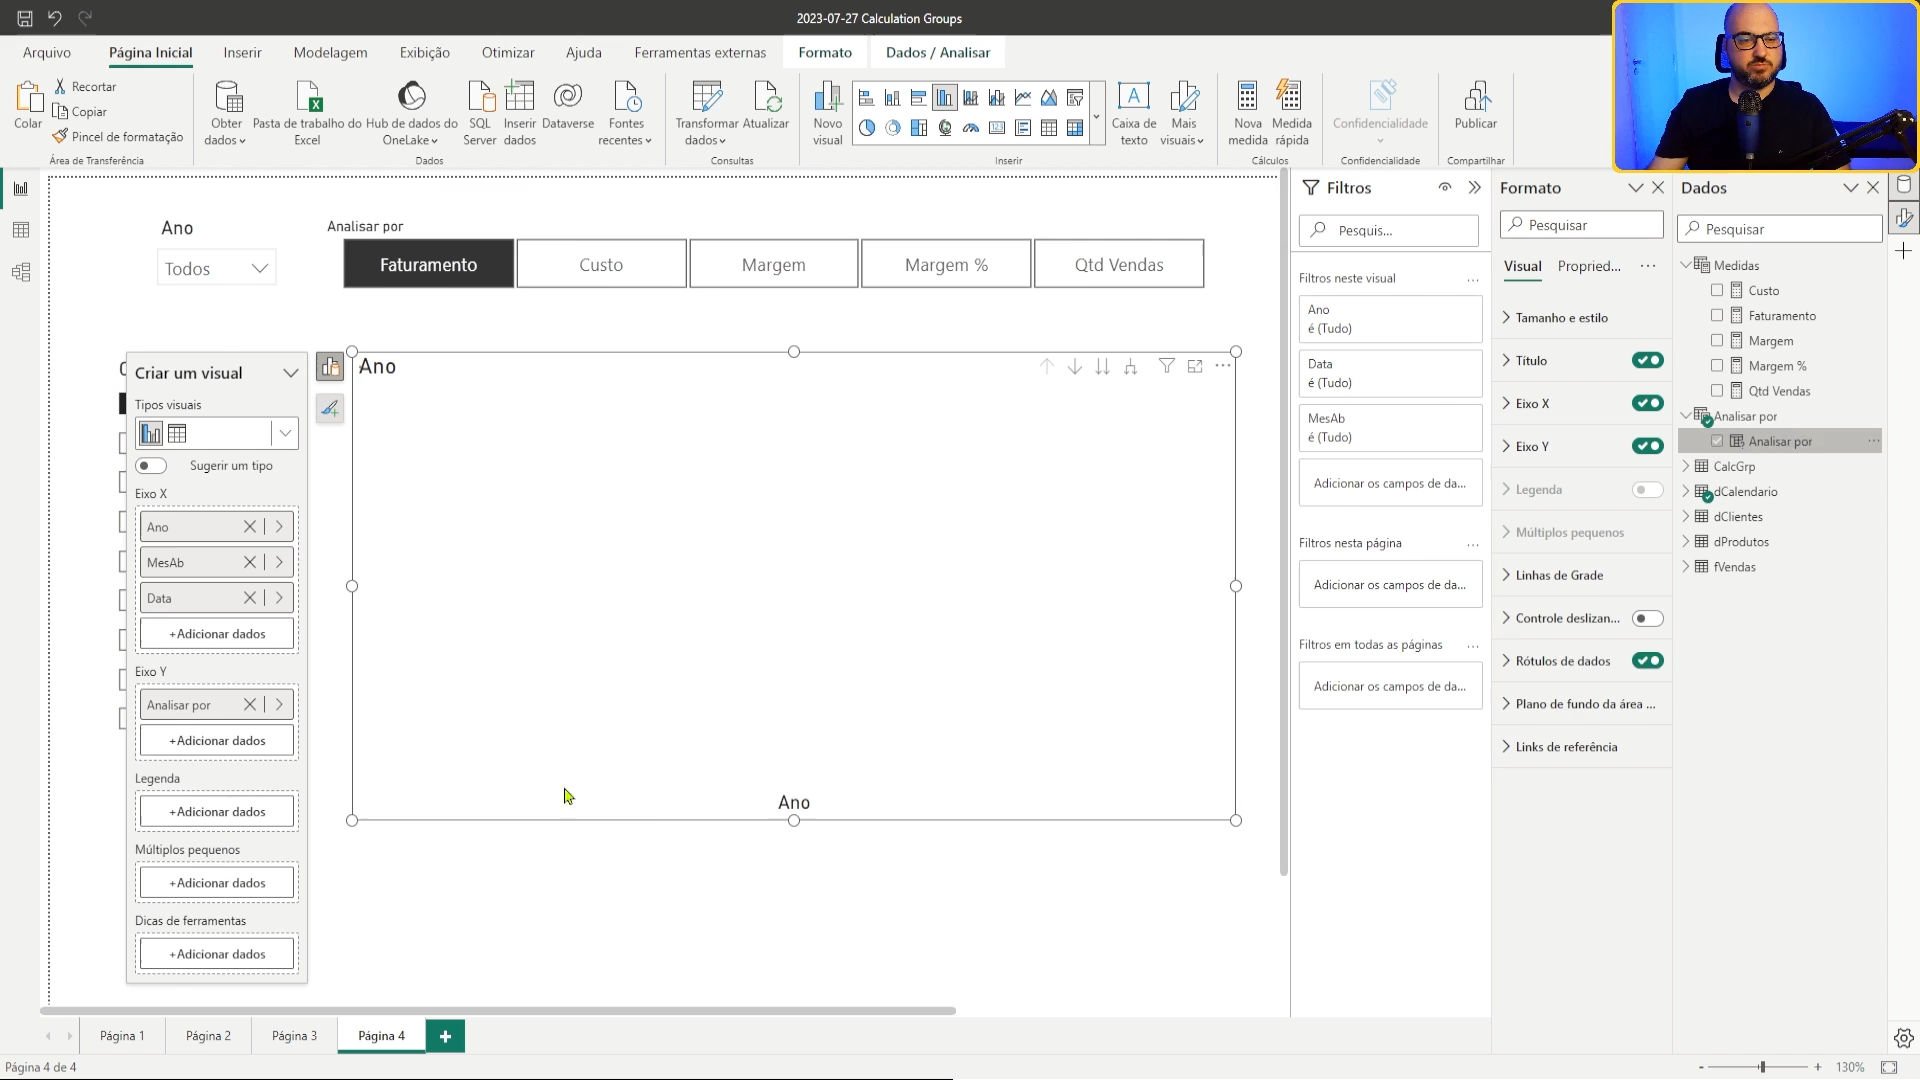 2023-07-27 Calculation Groups
Arquivo
Página Inicial
Inserir
Modelagem
Exibição
Otimizar
Ajuda
Ferramentas externas
Formato
Dados / Analisar
Colar
Recortar
Copiar
Pincel de formatação
Área de Transferência
Obter
dados
Pasta de trabalho do
Excel
Hub de dados do
OneLake
SQL
Server
Inserir
dados
Dataverse
Fontes
recentes
Dados
Transformar
dados
Atualizar
Consultas
Novo
visual
Caixa de
texto
Mais
visuais
Inserir
Nova
medida
Medida
rápida
Cálculos
Confidencialidade
Confidencialidade
Publicar
Compartilhar
Ano
Todos
Analisar por
Faturamento
Custo
Margem
Margem %
Qtd Vendas
Criar um visual
Tipos visuais
Sugerir um tipo
Eixo X
Ano
MesAb
Data
+Adicionar dados
Eixo Y
Analisar por
+Adicionar dados
Legenda
+Adicionar dados
Múltiplos pequenos
+Adicionar dados
Dicas de ferramentas
+Adicionar dados
Ano
Ano
Filtros
Pesquis...
Filtros neste visual
Ano
é (Tudo)
Data
é (Tudo)
MesAb
é (Tudo)
Adicionar os campos de da...
Filtros nesta página
Adicionar os campos de da...
Filtros em todas as páginas
Adicionar os campos de da...
Formato
Pesquisar
Visual
Propried...
Tamanho e estilo
Título
Eixo X
Eixo Y
Legenda
Múltiplos pequenos
Linhas de Grade
Controle deslizan...
Rótulos de dados
Plano de fundo da área ...
Links de referência
Dados
Pesquisar
Medidas
Custo
Faturamento
Margem
Margem %
Qtd Vendas
Analisar por
Analisar por
CalcGrp
dCalendario
dClientes
dProdutos
fVendas
Página 1
Página 2
Página 3
Página 4
Página 4 de 4
130%